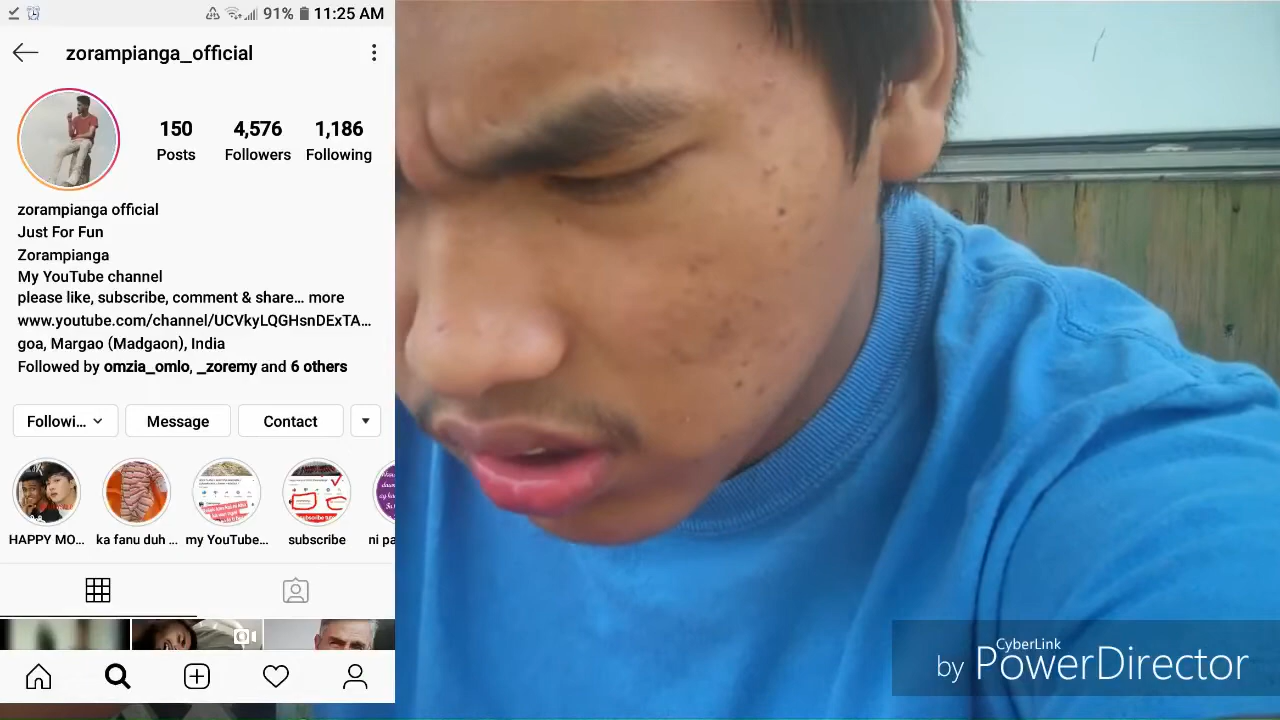 91% 11:25 AM
zorampianga_official
150 4,576 1,186
Posts Followers Following
zorampianga official
Just For Fun
Zorampianga
My YouTube channel
please like, subscribe, comment & share... more
www.youtube.com/channel/UCVkyLQGHsnDExTA...
goa, Margao (Madgaon), India
Followed by omzia_omlo, _zoremy and 6 others
Followi... Message Contact
HAPPY MO... ka fanu duh ... my YouTube... subscribe ni pa
CyberLink
by PowerDirector